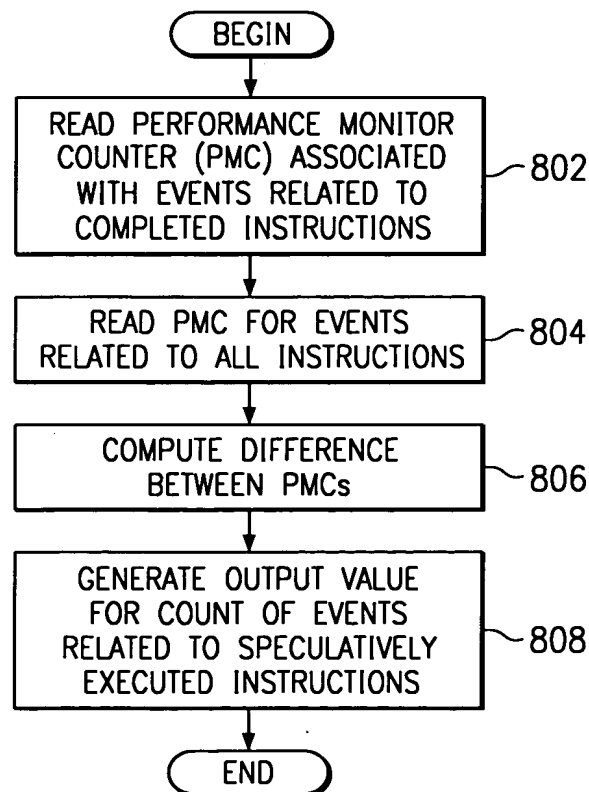 BEGIN
READ PERFORMANCE MONITOR
COUNTER (PMC) ASSOCIATED
WITH EVENTS RELATED TO
COMPLETED INSTRUCTIONS
802
READ PMC FOR EVENTS
RELATED TO ALL INSTRUCTIONS
804
COMPUTE DIFFERENCE
BETWEEN PMCs
806
GENERATE OUTPUT VALUE
FOR COUNT OF EVENTS
RELATED TO SPECULATIVELY
EXECUTED INSTRUCTIONS
808
END